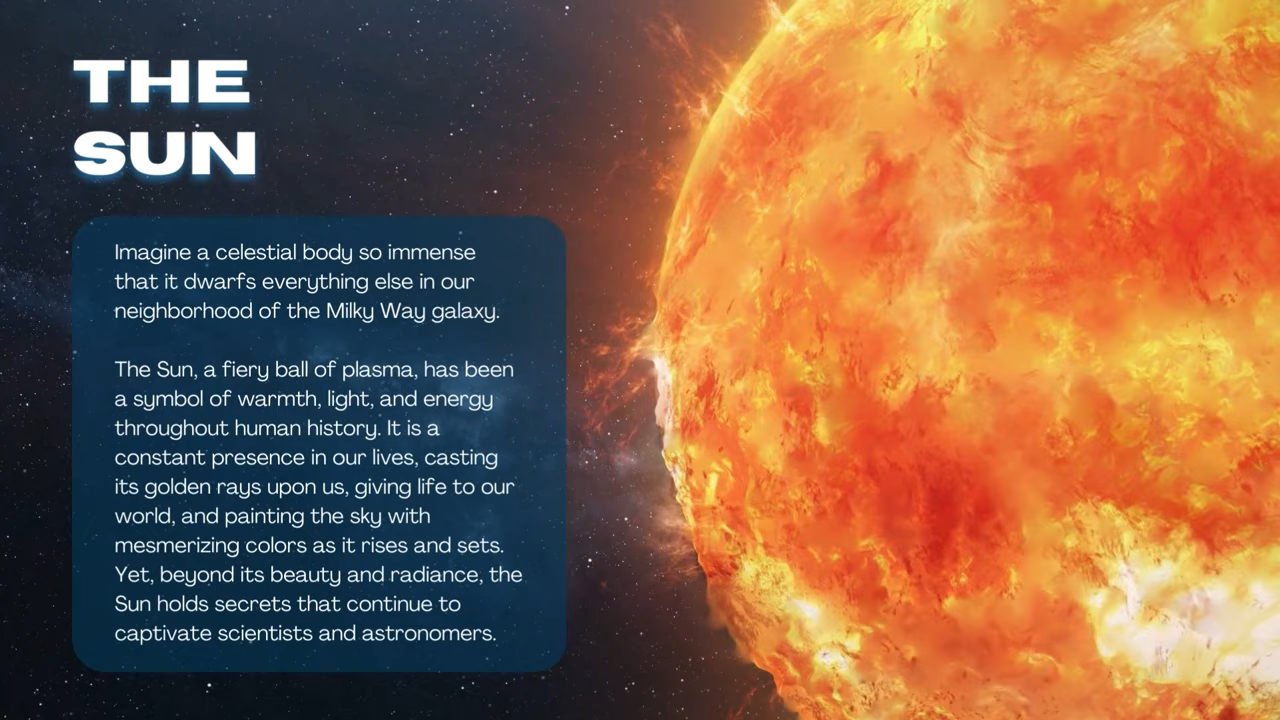 THE
SUN
Imagine a celestial body so immense
that it dwarfs everything else in our
neighborhood of the Milky Way galaxy.
The Sun, a fiery ball of plasma, has been
a symbol of warmth, light, and energy
throughout human history. It is a
constant presence in our lives, casting
its golden rays upon us, giving life to our
world, and painting the sky with
mesmerizing colors as it rises and sets.
Yet, beyond its beauty and radiance, the
Sun holds secrets that continue to
captivate scientists and astronomers.